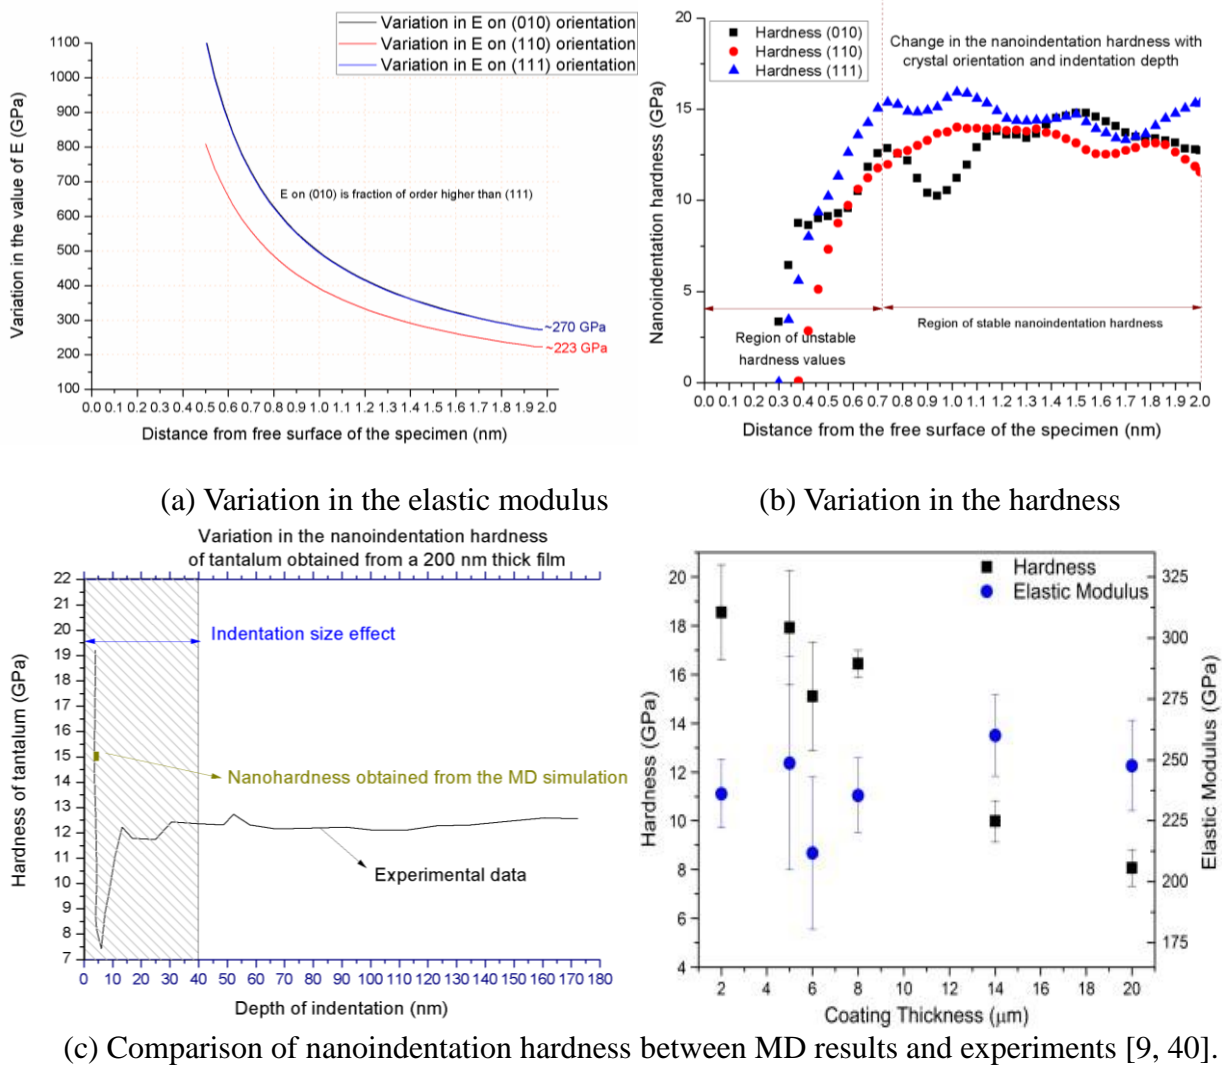 Variation in E on (010) orientation
Variation in E on (110) orientation
Variation in E on (111) orientation
1100
1000
900
800
700
600
500
400
300
200
100
Variation in the value of E (GPa)
E on (010) is fraction of order higher than (111)
~270 GPa
~223 GPa
0.0 0.1 0.2 0.3 0.4 0.5 0.6 0.7 0.8 0.9 1.0 1.1 1.2 1.3 1.4 1.5 1.6 1.7 1.8 1.9 2.0
Distance from free surface of the specimen (nm)
(a) Variation in the elastic modulus
20
15
10
5
0
Nanoindentation hardness (GPa)
Hardness (010)
Hardness (110)
Hardness (111)
Change in the nanoindentation hardness with
crystal orientation and indentation depth
Region of unstable
hardness values
Region of stable nanoindentation hardness
0.0 0.1 0.2 0.3 0.4 0.5 0.6 0.7 0.8 0.9 1.0 1.1 1.2 1.3 1.4 1.5 1.6 1.7 1.8 1.9 2.0
Distance from the free surface of the specimen (nm)
(b) Variation in the hardness
Variation in the nanoindentation hardness
of tantalum obtained from a 200 nm thick film
22
21
20
19
18
17
16
15
14
13
12
11
10
9
8
7
Hardness of tantalum (GPa)
Indentation size effect
Nanohardness obtained from the MD simulation
Experimental data
0 10 20 30 40 50 60 70 80 90 100 110 120 130 140 150 160 170 180
Depth of indentation (nm)
20
18
16
14
12
10
8
6
4
Hardness (GPa)
Hardness
Elastic Modulus
325
300
275
250
225
200
175
Elastic Modulus (GPa)
2 4 6 8 10 12 14 16 18 20
Coating Thickness (μm)
(c) Comparison of nanoindentation hardness between MD results and experiments [9, 40].